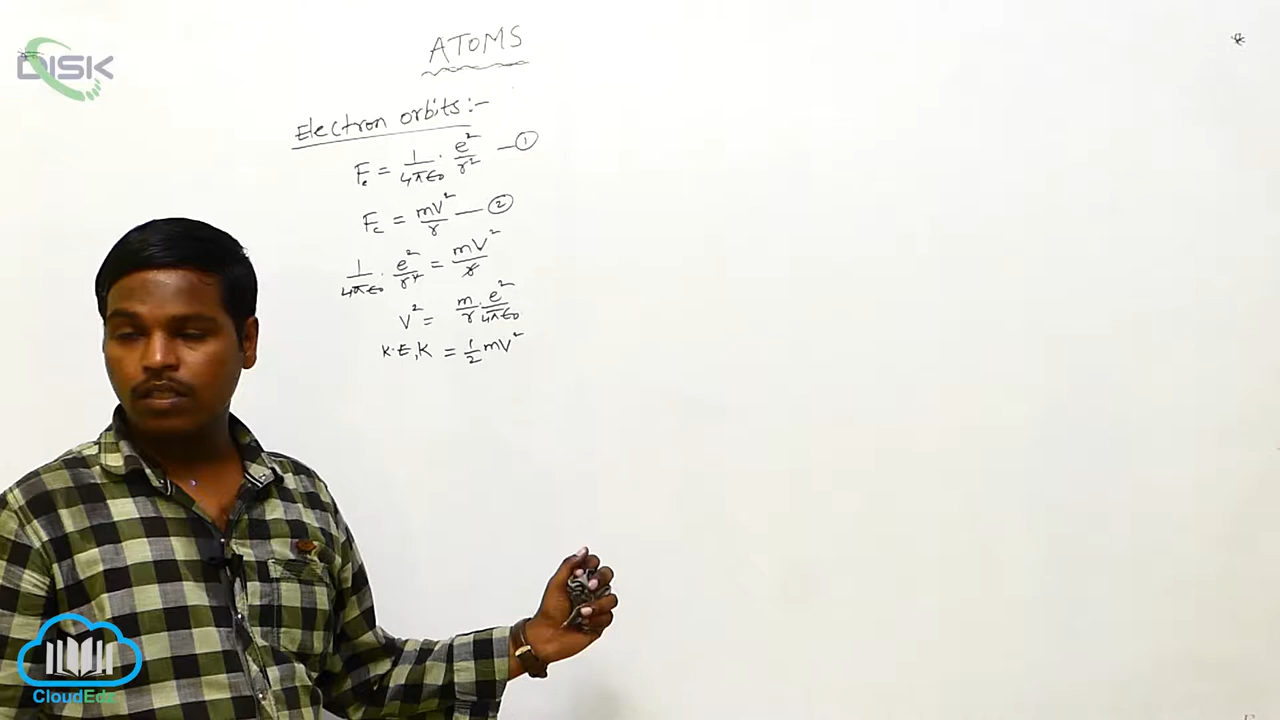 DISK
ATOMS
Electron orbits:-
Fe = 1/4πε0 · e²/r² — ①
Fc = mV²/r — ②
1/4πε0 · e²/r² = mV²/r
V² = m/r · e²/4πε0
K.E, K = 1/2 mV²
CloudEds